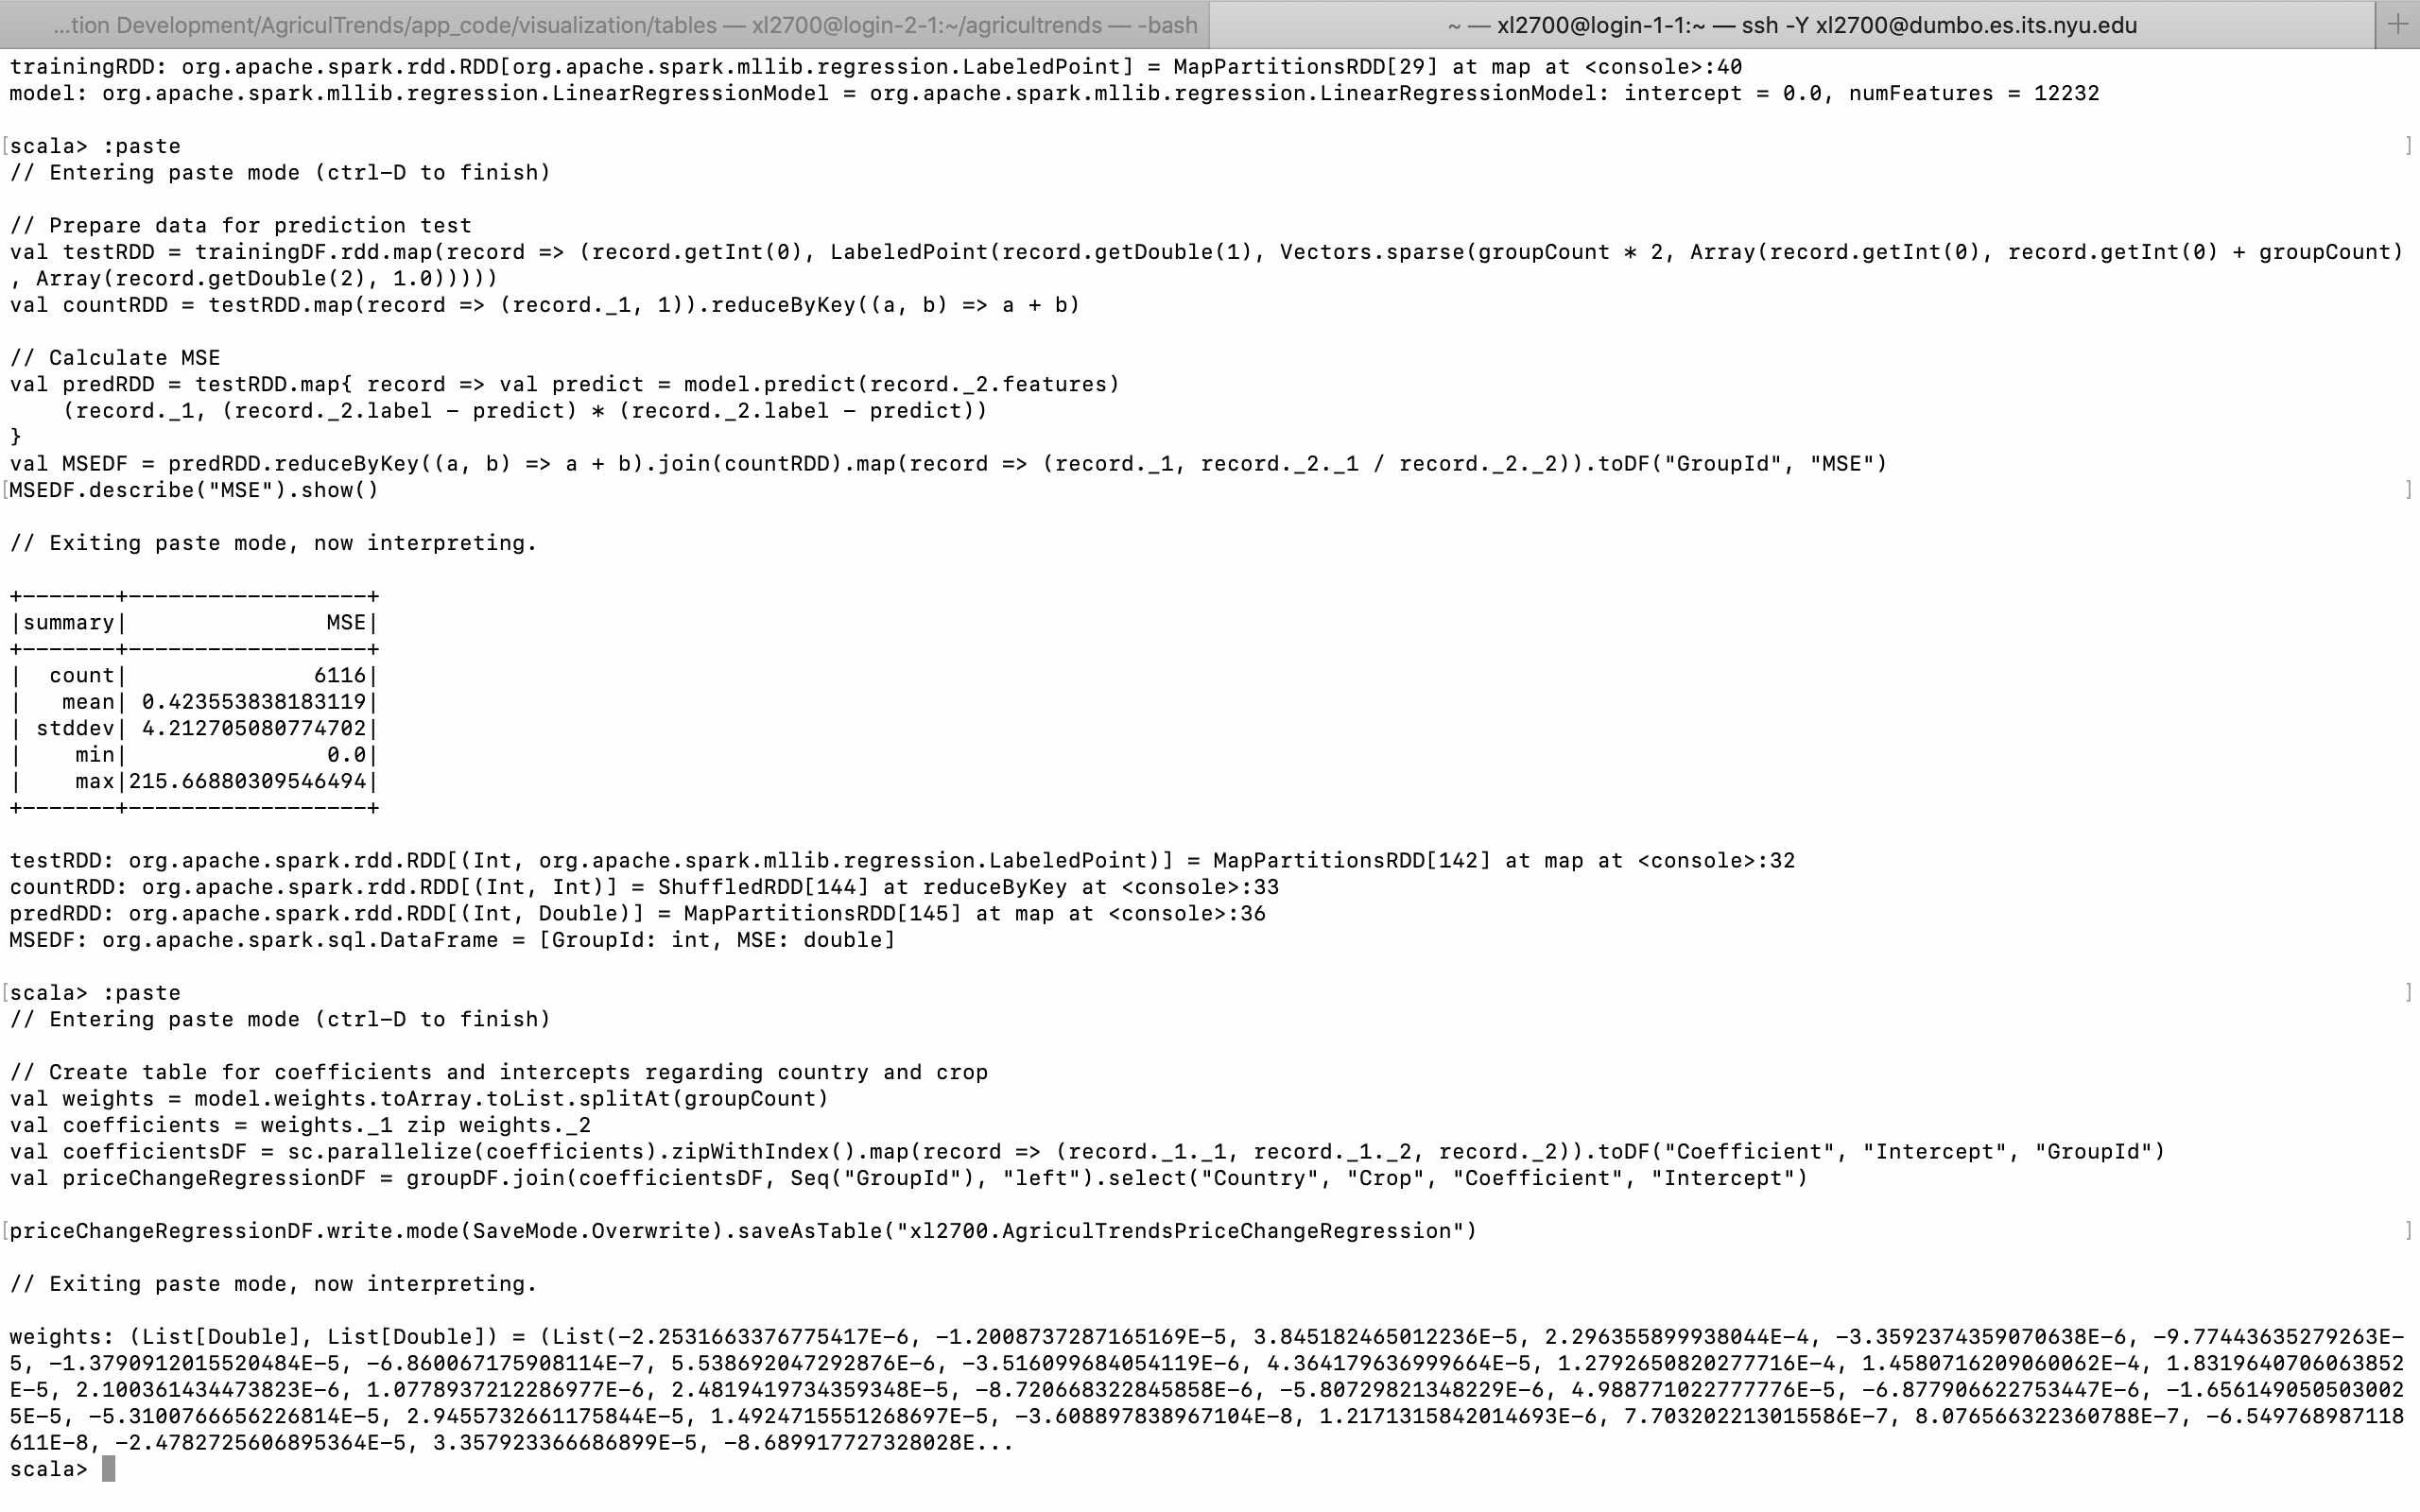 ...tion Development/AgriculTrends/app_code/visualization/tables — xl2700@login-2-1:~/agricultrends — -bash
~ — xl2700@login-1-1:~ — ssh -Y xl2700@dumbo.es.its.nyu.edu
+
trainingRDD: org.apache.spark.rdd.RDD[org.apache.spark.mllib.regression.LabeledPoint] = MapPartitionsRDD[29] at map at <console>:40
model: org.apache.spark.mllib.regression.LinearRegressionModel = org.apache.spark.mllib.regression.LinearRegressionModel: intercept = 0.0, numFeatures = 12232
[scala> :paste ]
// Entering paste mode (ctrl-D to finish)
// Prepare data for prediction test
val testRDD = trainingDF.rdd.map(record => (record.getInt(0), LabeledPoint(record.getDouble(1), Vectors.sparse(groupCount * 2, Array(record.getInt(0), record.getInt(0) + groupCount)
, Array(record.getDouble(2), 1.0)))))
val countRDD = testRDD.map(record => (record._1, 1)).reduceByKey((a, b) => a + b)
// Calculate MSE
val predRDD = testRDD.map{ record => val predict = model.predict(record._2.features)
    (record._1, (record._2.label - predict) * (record._2.label - predict))
}
val MSEDF = predRDD.reduceByKey((a, b) => a + b).join(countRDD).map(record => (record._1, record._2._1 / record._2._2)).toDF("GroupId", "MSE")
[MSEDF.describe("MSE").show() ]
// Exiting paste mode, now interpreting.
+-------+------------------+
|summary|               MSE|
+-------+------------------+
|  count|              6116|
|   mean| 0.423553838183119|
| stddev| 4.212705080774702|
|    min|               0.0|
|    max|215.66880309546494|
+-------+------------------+
testRDD: org.apache.spark.rdd.RDD[(Int, org.apache.spark.mllib.regression.LabeledPoint)] = MapPartitionsRDD[142] at map at <console>:32
countRDD: org.apache.spark.rdd.RDD[(Int, Int)] = ShuffledRDD[144] at reduceByKey at <console>:33
predRDD: org.apache.spark.rdd.RDD[(Int, Double)] = MapPartitionsRDD[145] at map at <console>:36
MSEDF: org.apache.spark.sql.DataFrame = [GroupId: int, MSE: double]
[scala> :paste ]
// Entering paste mode (ctrl-D to finish)
// Create table for coefficients and intercepts regarding country and crop
val weights = model.weights.toArray.toList.splitAt(groupCount)
val coefficients = weights._1 zip weights._2
val coefficientsDF = sc.parallelize(coefficients).zipWithIndex().map(record => (record._1._1, record._1._2, record._2)).toDF("Coefficient", "Intercept", "GroupId")
val priceChangeRegressionDF = groupDF.join(coefficientsDF, Seq("GroupId"), "left").select("Country", "Crop", "Coefficient", "Intercept")
[priceChangeRegressionDF.write.mode(SaveMode.Overwrite).saveAsTable("xl2700.AgriculTrendsPriceChangeRegression") ]
// Exiting paste mode, now interpreting.
weights: (List[Double], List[Double]) = (List(-2.2531663376775417E-6, -1.2008737287165169E-5, 3.845182465012236E-5, 2.296355899938044E-4, -3.3592374359070638E-6, -9.77443635279263E-
5, -1.3790912015520484E-5, -6.860067175908114E-7, 5.538692047292876E-6, -3.516099684054119E-6, 4.364179636999664E-5, 1.2792650820277716E-4, 1.4580716209060062E-4, 1.8319640706063852
E-5, 2.100361434473823E-6, 1.0778937212286977E-6, 2.4819419734359348E-5, -8.720668322845858E-6, -5.80729821348229E-6, 4.988771022777776E-5, -6.877906622753447E-6, -1.656149050503002
5E-5, -5.3100766656226814E-5, 2.9455732661175844E-5, 1.4924715551268697E-5, -3.608897838967104E-8, 1.2171315842014693E-6, 7.703202213015586E-7, 8.076566322360788E-7, -6.549768987118
611E-8, -2.4782725606895364E-5, 3.357923366686899E-5, -8.689917727328028E...
scala>